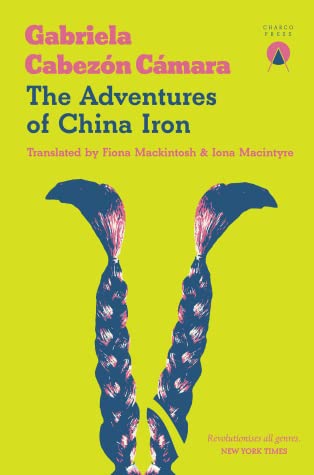 CHARCO
PRESS
Gabriela
Cabezón Cámara
The Adventures
of China Iron
Translated by Fiona Mackintosh & Iona Macintyre
Revolutionises all genres.
NEW YORK TIMES